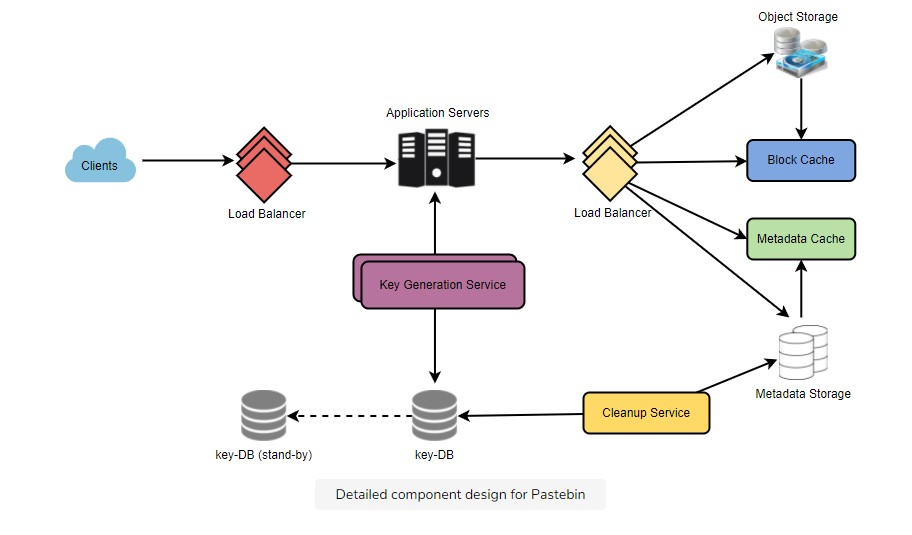 Object Storage
Application Servers
Clients
Block Cache
Load Balancer
Load Balancer
Metadata Cache
Key Generation Service
Metadata Storage
Cleanup Service
key-DB (stand-by)
key-DB
Detailed component design for Pastebin